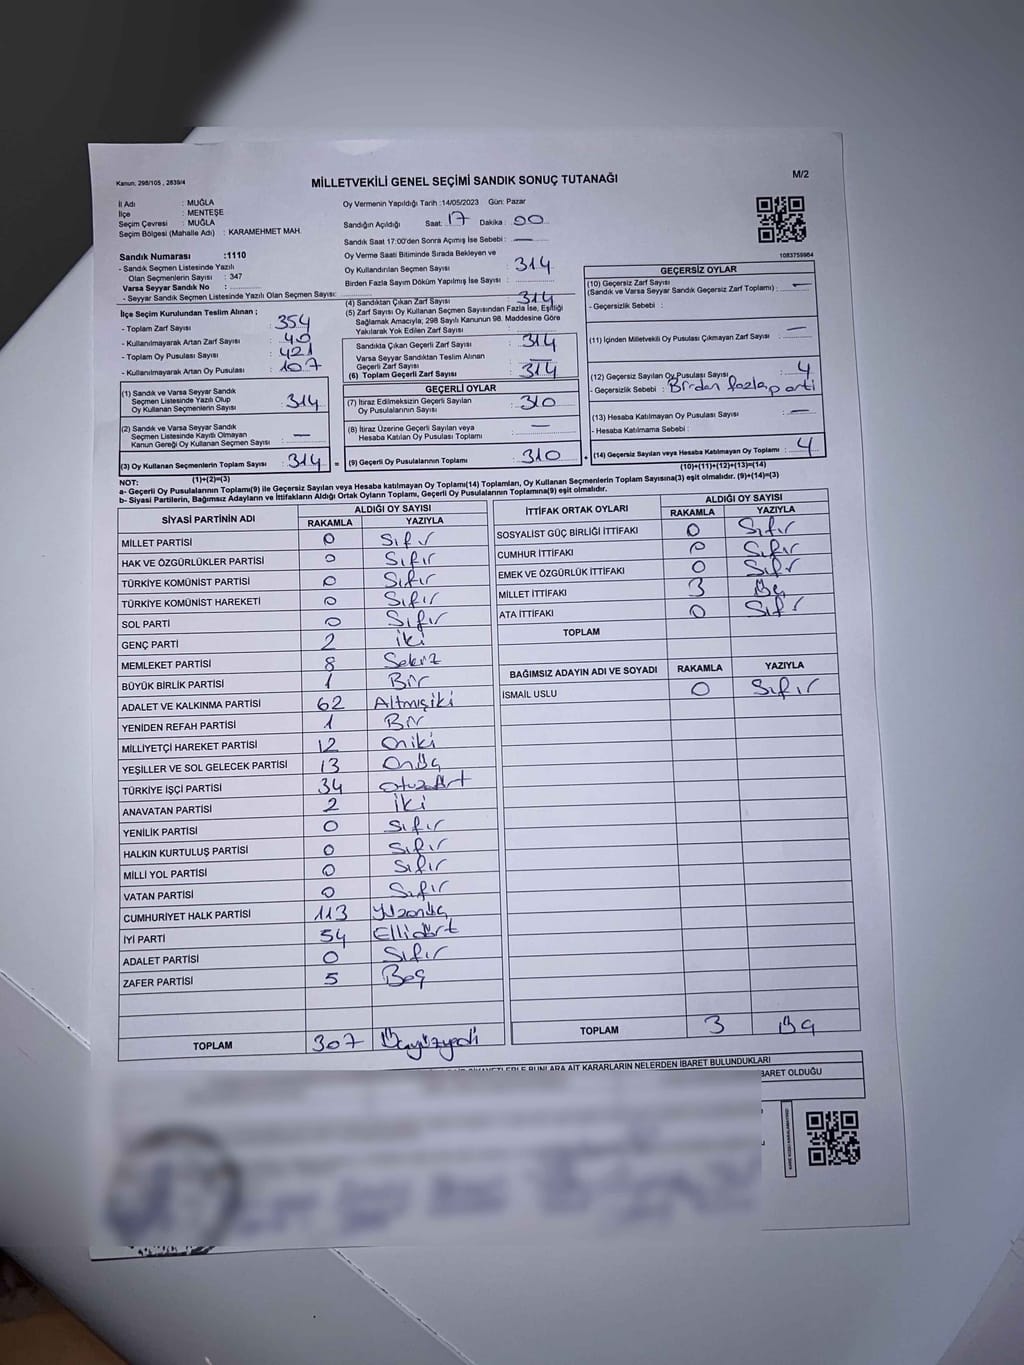 Kanun; 298/105 , 2839/4
MİLLETVEKİLİ GENEL SEÇİMİ SANDIK SONUÇ TUTANAĞI
M/2
İl Adı : MUĞLA
İlçe : MENTEŞE
Seçim Çevresi : MUĞLA
Seçim Bölgesi (Mahalle Adı) : KARAMEHMET MAH.
Sandık Numarası :1110
- Sandık Seçmen Listesinde Yazılı
Olan Seçmenlerin Sayısı : 347
Varsa Seyyar Sandık No :
- Seyyar Sandık Seçmen Listesinde Yazılı Olan Seçmen Sayısı:
İlçe Seçim Kurulundan Teslim Alınan ;
- Toplam Zarf Sayısı : 354
- Kullanılmayarak Artan Zarf Sayısı : 40
- Toplam Oy Pusulası Sayısı : 421
- Kullanılmayarak Artan Oy Pusulası : 107
(1) Sandık ve Varsa Seyyar Sandık
Seçmen Listesinde Yazılı Olup
Oy Kullanan Seçmenlerin Sayısı : 314
(2) Sandık ve Varsa Seyyar Sandık
Seçmen Listesinde Kayıtlı Olmayan
Kanun Gereği Oy Kullanan Seçmen Sayısı : —
(3) Oy Kullanan Seçmenlerin Toplam Sayısı : 314
(1)+(2)=(3)
Oy Vermenin Yapıldığı Tarih :14/05/2023 Gün: Pazar
Sandığın Açıldığı Saat: 17 Dakika : 00
Sandık Saat 17:00'den Sonra Açımış İse Sebebi : —
Oy Verme Saati Bitiminde Sırada Bekleyen ve
Oy Kullandırılan Seçmen Sayısı : 314
Birden Fazla Sayım Döküm Yapılmış İse Sayısı :
(4) Sandıktan Çıkan Zarf Sayısı : 314
(5) Zarf Sayısı Oy Kullanan Seçmen Sayısından Fazla İse, Eşitliği
Sağlamak Amacıyla; 298 Sayılı Kanunun 98. Maddesine Göre
Yakılarak Yok Edilen Zarf Sayısı :
Sandıkta Çıkan Geçerli Zarf Sayısı : 314
Varsa Seyyar Sandıktan Teslim Alınan
Geçerli Zarf Sayısı : —
(6) Toplam Geçerli Zarf Sayısı : 314
GEÇERLİ OYLAR
(7) İtiraz Edilmeksizin Geçerli Sayılan
Oy Pusulalarının Sayısı : 310
(8) İtiraz Üzerine Geçerli Sayılan veya
Hesaba Katılan Oy Pusulası Toplamı : —
= (9) Geçerli Oy Pusulalarının Toplamı : 310
1083759964
GEÇERSİZ OYLAR
(10) Geçersiz Zarf Sayısı
(Sandık ve Varsa Seyyar Sandık Geçersiz Zarf Toplamı) : —
- Geçersizlik Sebebi :
(11) İçinden Milletvekili Oy Pusulası Çıkmayan Zarf Sayısı : —
(12) Geçersiz Sayılan Oy Pusulası Sayısı : 4
- Geçersizlik Sebebi : Birden fazla parti
(13) Hesaba Katılmayan Oy Pusulası Sayısı : —
- Hesaba Katılmama Sebebi :
+ (14) Geçersiz Sayılan veya Hesaba Katılmayan Oy Toplamı : 4
(10)+(11)+(12)+(13)=(14)
NOT:
a- Geçerli Oy Pusulalarının Toplamı(9) ile Geçersiz Sayılan veya Hesaba katılmayan Oy Toplamı(14) Toplamları, Oy Kullanan Seçmenlerin Toplam Sayısına(3) eşit olmalıdır. (9)+(14)=(3)
b- Siyasi Partilerin, Bağımsız Adayların ve İttifakların Aldığı Ortak Oyların Toplamı, Geçerli Oy Pusulalarının Toplamına(9) eşit olmalıdır.
SİYASİ PARTİNİN ADI ALDIĞI OY SAYISI
RAKAMLA YAZIYLA
MİLLET PARTİSİ 0 Sıfır
HAK VE ÖZGÜRLÜKLER PARTİSİ 0 Sıfır
TÜRKİYE KOMÜNİST PARTİSİ 0 Sıfır
TÜRKİYE KOMÜNİST HAREKETİ 0 Sıfır
SOL PARTİ 0 Sıfır
GENÇ PARTİ 2 iki
MEMLEKET PARTİSİ 8 Sekiz
BÜYÜK BİRLİK PARTİSİ 1 Bir
ADALET VE KALKINMA PARTİSİ 62 Altmışiki
YENİDEN REFAH PARTİSİ 1 Bir
MİLLİYETÇİ HAREKET PARTİSİ 12 Oniki
YEŞİLLER VE SOL GELECEK PARTİSİ 13 Onüç
TÜRKİYE İŞÇİ PARTİSİ 34 otuzdört
ANAVATAN PARTİSİ 2 İki
YENİLİK PARTİSİ 0 Sıfır
HALKIN KURTULUŞ PARTİSİ 0 Sıfır
MİLLİ YOL PARTİSİ 0 Sıfır
VATAN PARTİSİ 0 Sıfır
CUMHURİYET HALK PARTİSİ 113 Yüzonüç
İYİ PARTİ 54 Ellidört
ADALET PARTİSİ 0 Sıfır
ZAFER PARTİSİ 5 Beş
TOPLAM 307 Üçyüzyedi
İTTİFAK ORTAK OYLARI ALDIĞI OY SAYISI
RAKAMLA YAZIYLA
SOSYALİST GÜÇ BİRLİĞİ İTTİFAKI 0 Sıfır
CUMHUR İTTİFAKI 0 Sıfır
EMEK VE ÖZGÜRLÜK İTTİFAKI 0 Sıfır
MİLLET İTTİFAKI 3 Üç
ATA İTTİFAKI 0 Sıfır
TOPLAM
BAĞIMSIZ ADAYIN ADI VE SOYADI RAKAMLA YAZIYLA
İSMAİL USLU 0 Sıfır
TOPLAM 3 Üç
BUNLARA AİT KARARLARIN NELERDEN İBARET BULUNDUKLARI
İBARET OLDUĞU